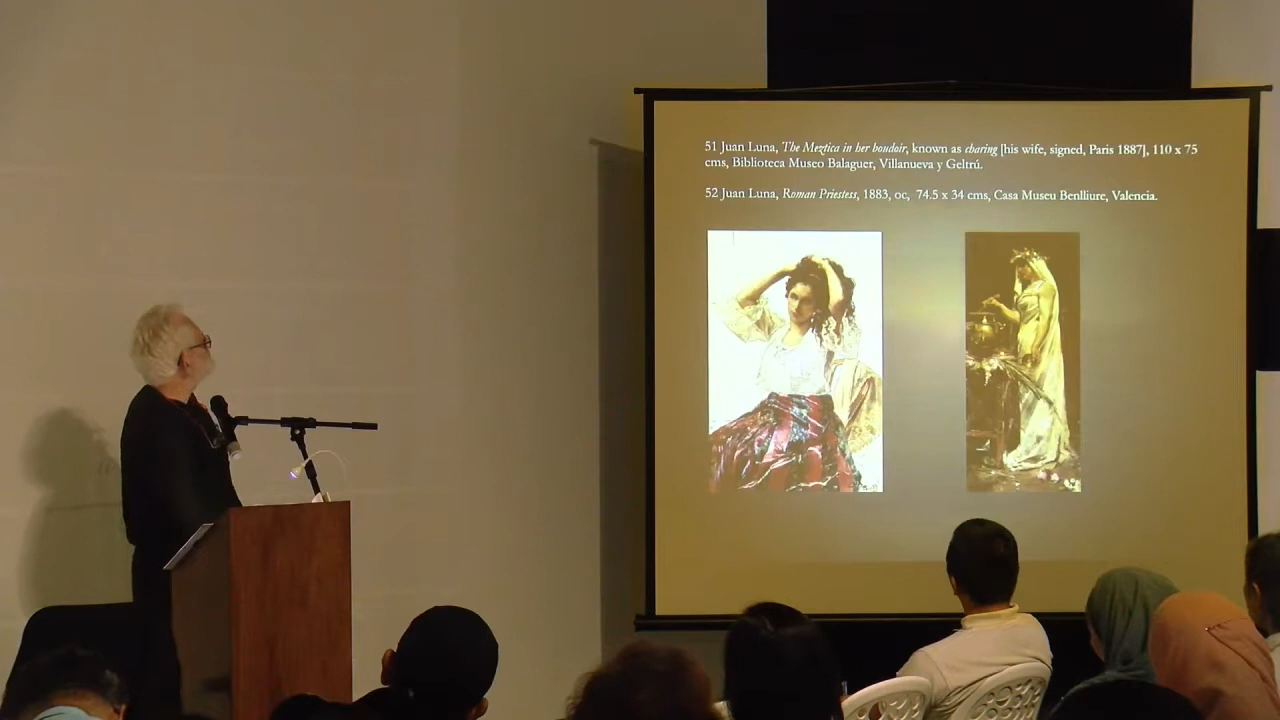 51 Juan Luna, The Meztica in her boudoir, known as charing [his wife, signed, Paris 1887], 110 x 75
cms, Biblioteca Museo Balaguer, Villanueva y Geltrú.
52 Juan Luna, Roman Priestess, 1883, oc, 74.5 x 34 cms, Casa Museu Benlliure, Valencia.